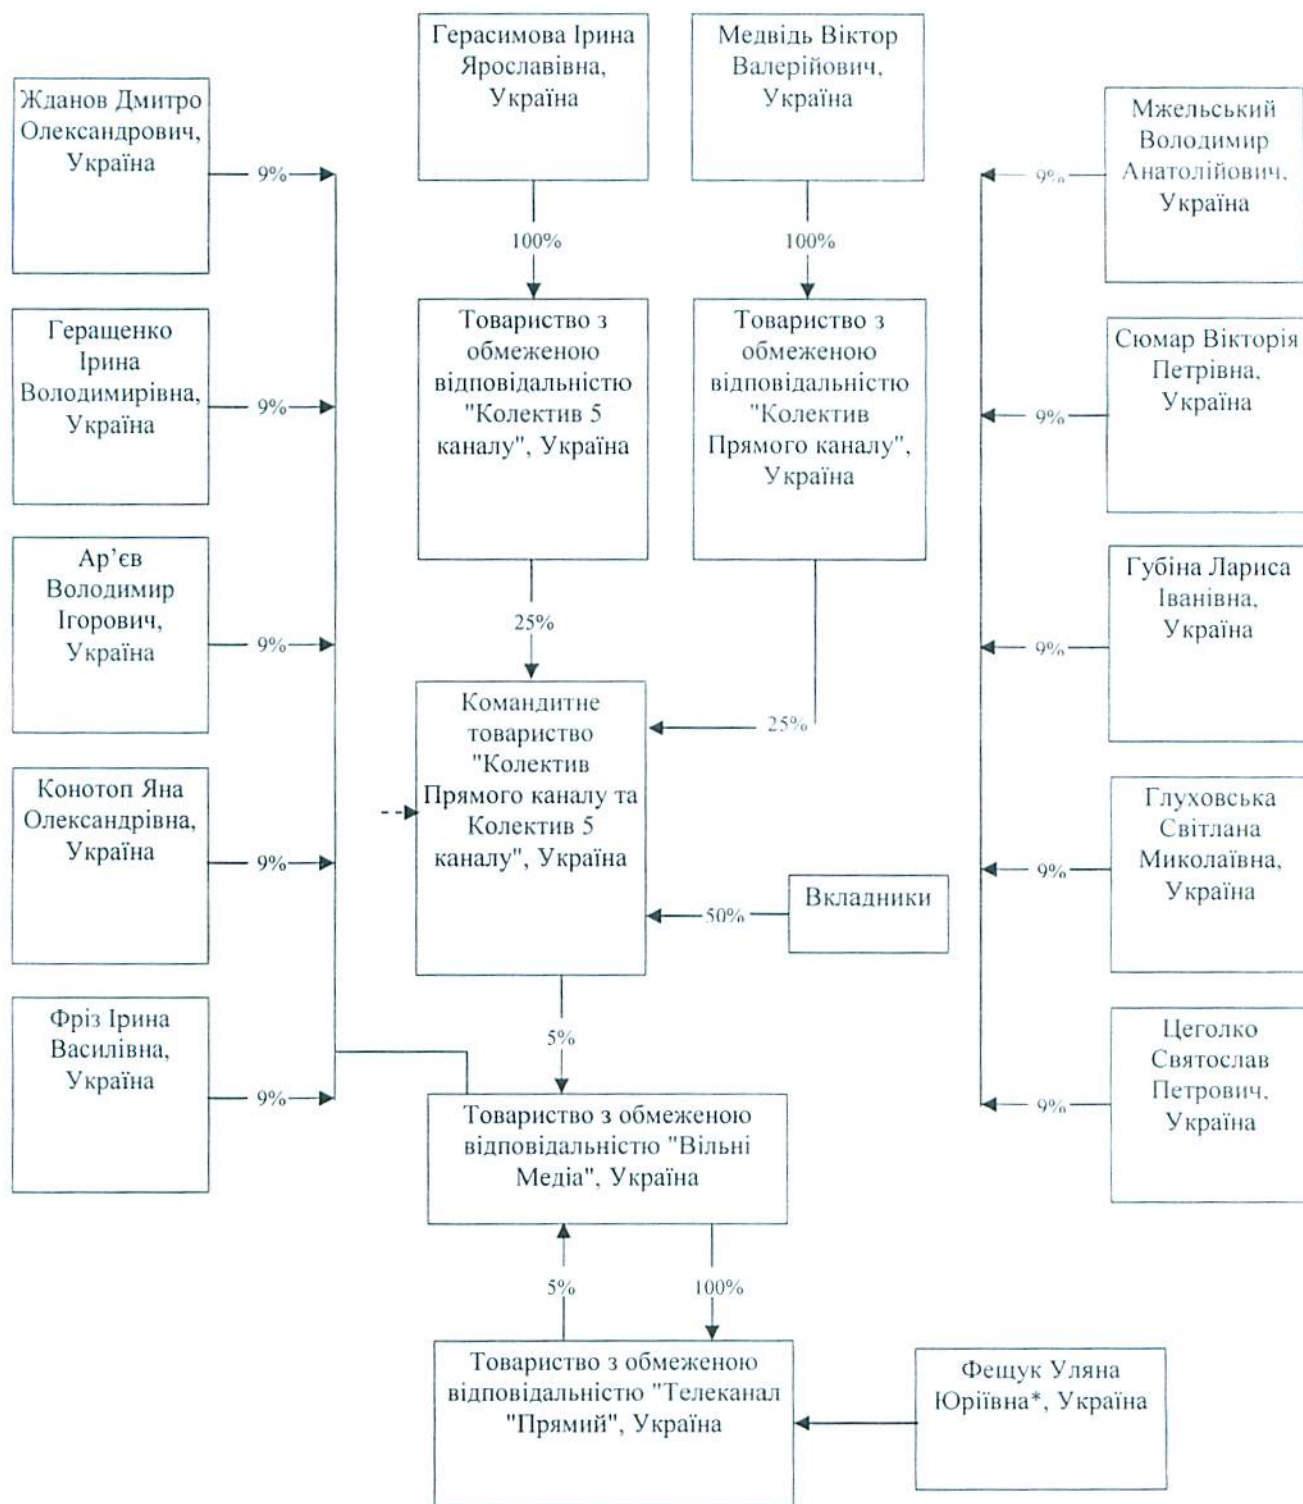 Герасимова Ірина
Ярославівна,
Україна
Медвідь Віктор
Валерійович,
Україна
Жданов Дмитро
Олександрович,
Україна
Мжельський
Володимир
Анатолійович,
Україна
9%
9%
100%
100%
Геращенко
Ірина
Володимирівна,
Україна
9%
Товариство з
обмеженою
відповідальністю
"Колектив 5
каналу", Україна
Товариство з
обмеженою
відповідальністю
"Колектив
Прямого каналу",
Україна
Сюмар Вікторія
Петрівна,
Україна
9%
Ар’єв
Володимир
Ігорович,
Україна
9%
25%
Губіна Лариса
Іванівна,
Україна
9%
Командитне
товариство
"Колектив
Прямого каналу та
Колектив 5
каналу", Україна
25%
Конотоп Яна
Олександрівна,
Україна
9%
Глуховська
Світлана
Миколаївна,
Україна
9%
Вкладники
50%
Фріз Ірина
Василівна,
Україна
9%
5%
Цеголко
Святослав
Петрович,
Україна
9%
Товариство з обмеженою
відповідальністю "Вільні
Медіа", Україна
5%
100%
Товариство з обмеженою
відповідальністю "Телеканал
"Прямий", Україна
Фещук Уляна
Юріївна*, Україна